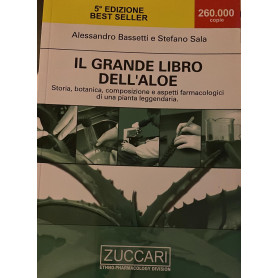 5ª EDIZIONE
BEST SELLER
260.000
copie
Alessandro Bassetti e Stefano Sala
IL GRANDE LIBRO
DELL'ALOE
Storia, botanica, composizione e aspetti farmacologici
di una pianta leggendaria.
ZUCCARI
ETHNO-PHARMACOLOGY DIVISION